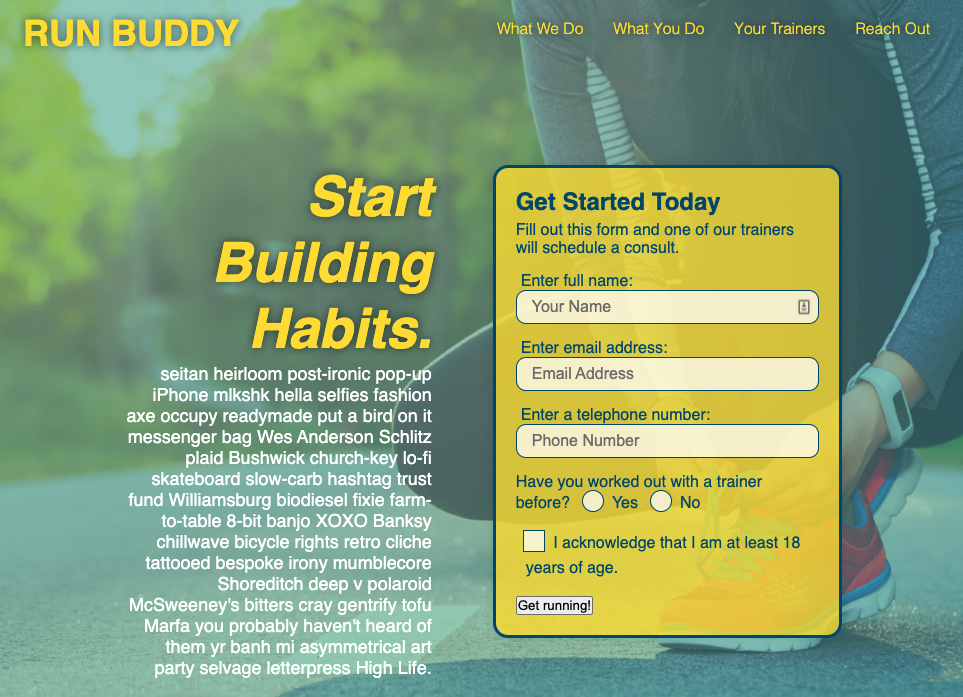 RUN BUDDY
What We Do
What You Do
Your Trainers
Reach Out
Start
Building
Habits.
seitan heirloom post-ironic pop-up
iPhone mlkshk hella selfies fashion
axe occupy readymade put a bird on it
messenger bag Wes Anderson Schlitz
plaid Bushwick church-key lo-fi
skateboard slow-carb hashtag trust
fund Williamsburg biodiesel fixie farm-
to-table 8-bit banjo XOXO Banksy
chillwave bicycle rights retro cliche
tattooed bespoke irony mumblecore
Shoreditch deep v polaroid
McSweeney's bitters cray gentrify tofu
Marfa you probably haven't heard of
them yr banh mi asymmetrical art
party selvage letterpress High Life.
Get Started Today
Fill out this form and one of our trainers
will schedule a consult.
Enter full name:
Your Name
Enter email address:
Email Address
Enter a telephone number:
Phone Number
Have you worked out with a trainer
before? Yes No
I acknowledge that I am at least 18
years of age.
Get running!